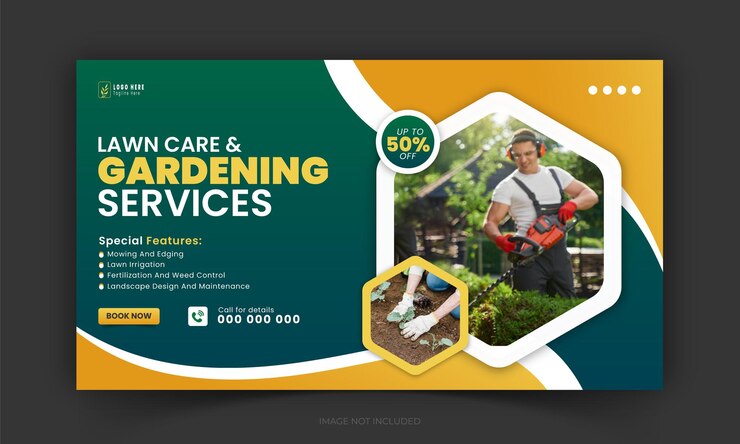 LOGO HERE
Tagline Here
LAWN CARE &
GARDENING
SERVICES
UP TO
50%
OFF
Special Features:
Mowing And Edging
Lawn Irrigation
Fertilization And Weed Control
Landscape Design And Maintenance
BOOK NOW
Call for details
000 000 000
IMAGE NOT INCLUDED